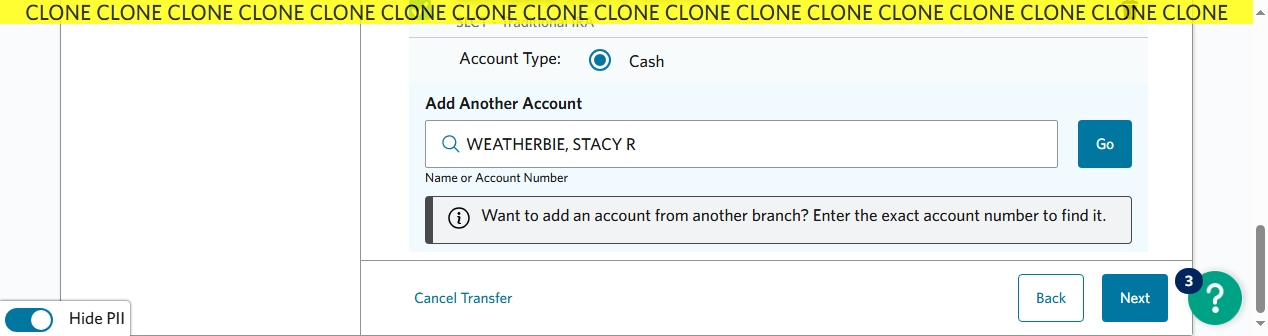 CLONE CLONE CLONE CLONE CLONE CLONE CLONE CLONE CLONE CLONE CLONE CLONE CLONE CLONE CLONE CLONE CLONE
Traditional IRA
Account Type: Cash
Add Another Account
WEATHERBIE, STACY R
Go
Name or Account Number
Want to add an account from another branch? Enter the exact account number to find it.
Cancel Transfer
Back
Next
3
?
Hide PII